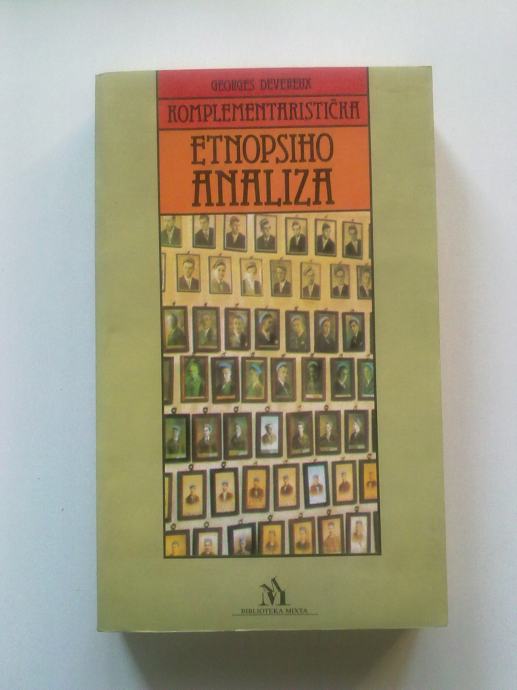 GEORGES DEVEREUX
KOMPLEMENTARISTIČKA
ETNOPSIHO
ANALIZA
M
BIBLIOTEKA MIXTA